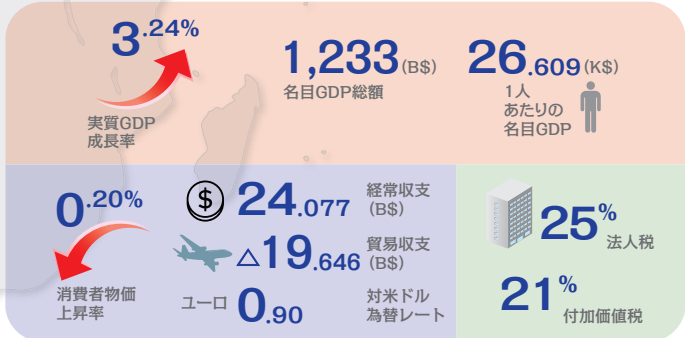 3.24%
実質GDP
成長率
1,233(B$)
名目GDP総額
26.609(K$)
1人
あたりの
名目GDP
0.20%
消費者物価
上昇率
$
24.077
経常収支
(B$)
△19.646
貿易収支
(B$)
ユーロ 0.90
対米ドル
為替レート
25%
法人税
21%
付加価値税